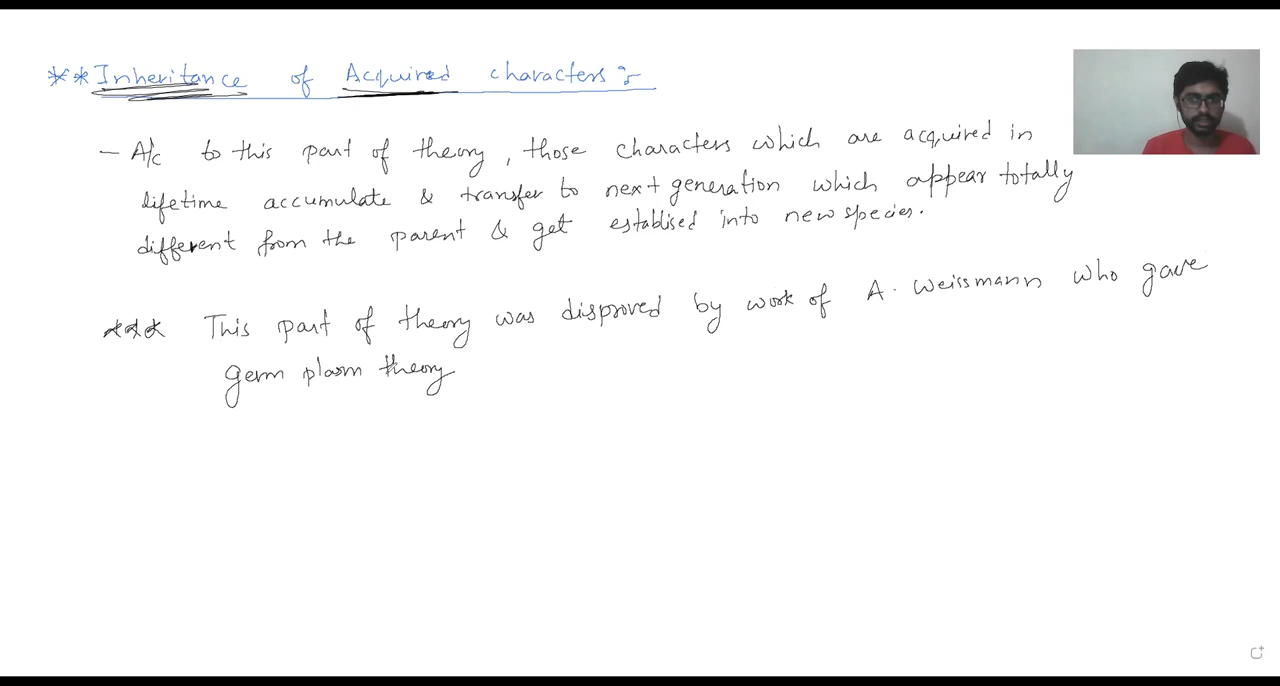 ** Inheritance of Acquired characters :-
- A/c to this part of theory, those characters which are acquired in
lifetime accumulate & transfer to next generation which appear totally
different from the parent & get establised into new species.
*** This part of theory was disproved by work of A. Weissmann who gave
germ plasm theory